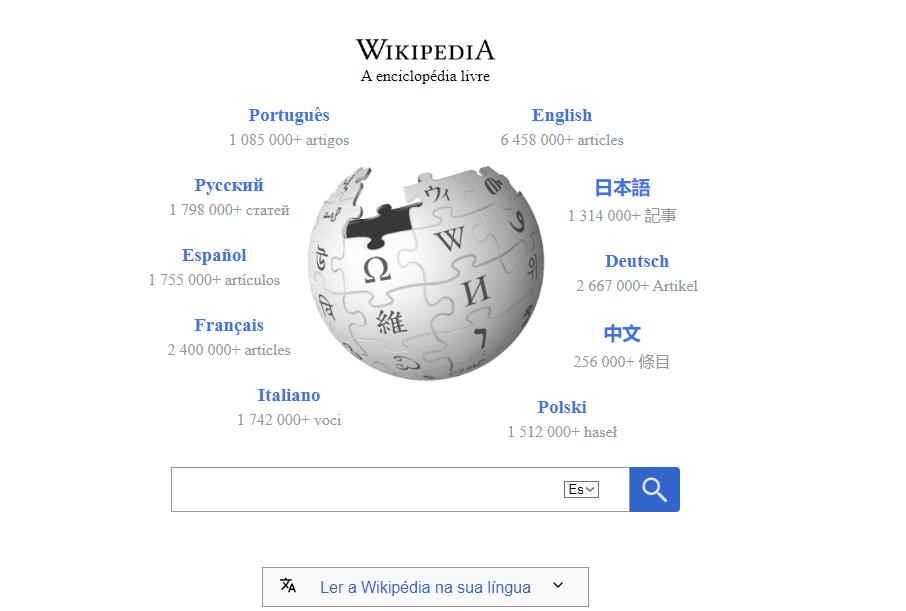 WIKIPEDIA
A enciclopédia livre
Português
1 085 000+ artigos
English
6 458 000+ articles
Русский
1 798 000+ статей
日本語
1 314 000+ 記事
Español
1 755 000+ artículos
Deutsch
2 667 000+ Artikel
Français
2 400 000+ articles
中文
256 000+ 條目
Italiano
1 742 000+ voci
Polski
1 512 000+ haseł
ウィ
W
Ω
И
維
Es
Ler a Wikipédia na sua língua